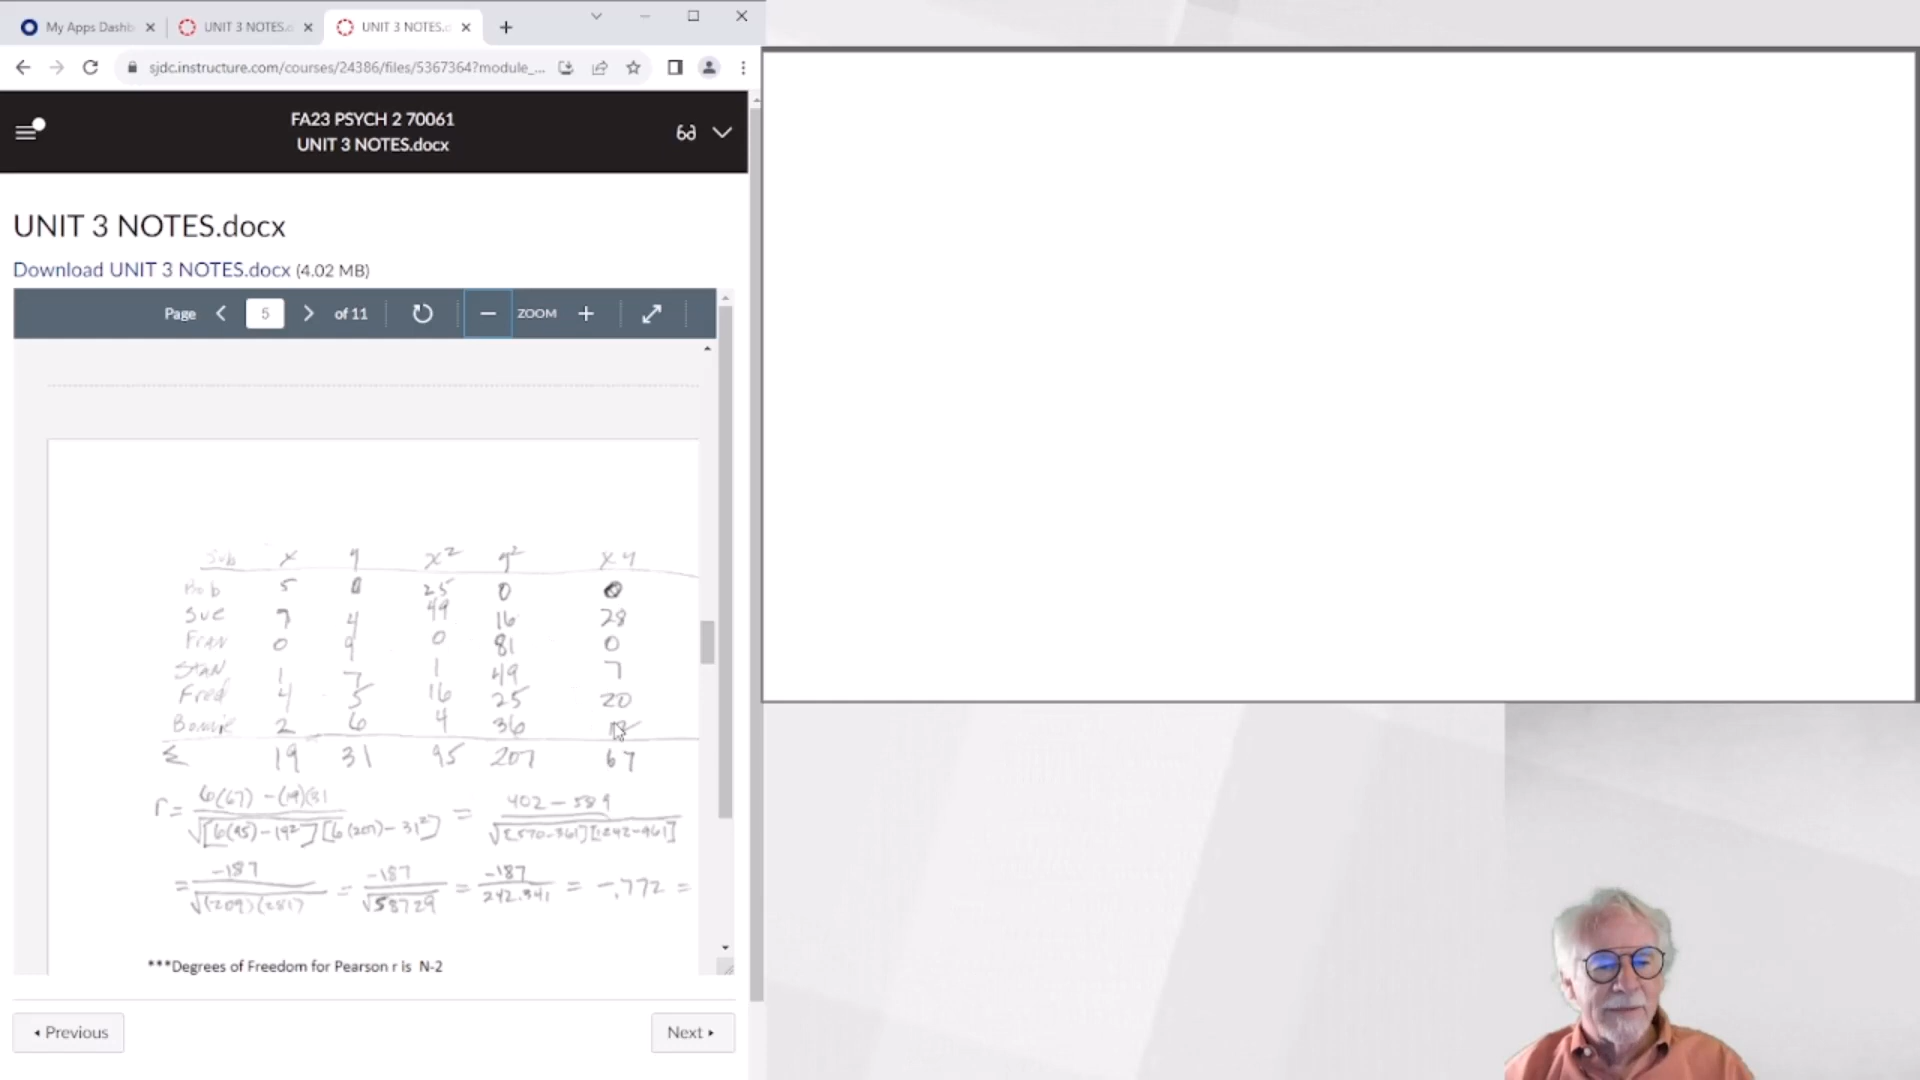 My Apps Dashb
UNIT 3 NOTES.d
UNIT 3 NOTES.d
sjdc.instructure.com/courses/24386/files/5367364?module_...
FA23 PSYCH 2 70061
UNIT 3 NOTES.docx
UNIT 3 NOTES.docx
Download UNIT 3 NOTES.docx (4.02 MB)
Page 5 of 11 ZOOM
Sub x y x² y² xy
Bob 5 0 25 0 0
Sue 7 4 49 16 28
Fran 0 9 0 81 0
Stan 1 7 1 49 7
Fred 4 5 16 25 20
Bonnie 2 6 4 36
Σ 19 31 95 207 67
r = 6(67) - (19)(31 = 402 - 589
√[6(95) - 19²][6(207) - 31²] √[570-361][1242-961]
= -187 = -187 = -187 = -.772 =
√(209)(281) √58729 242.341
***Degrees of Freedom for Pearson r is N-2
Previous
Next